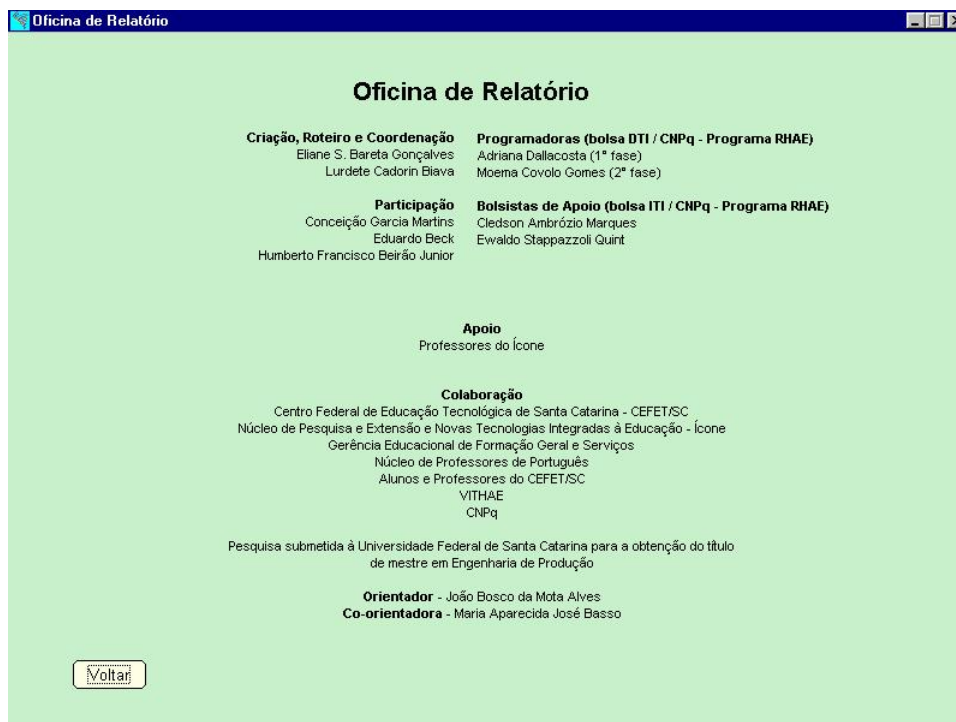 Oficina de Relatório
Oficina de Relatório
Criação, Roteiro e Coordenação
Eliane S. Bareta Gonçalves
Lurdete Cadorin Biava
Programadoras (bolsa DTI / CNPq - Programa RHAE)
Adriana Dallacosta (1ª fase)
Moema Covolo Gomes (2ª fase)
Participação
Conceição Garcia Martins
Eduardo Beck
Humberto Francisco Beirão Junior
Bolsistas de Apoio (bolsa ITI / CNPq - Programa RHAE)
Cledson Ambrózio Marques
Ewaldo Stappazzoli Quint
Apoio
Professores do Ícone
Colaboração
Centro Federal de Educação Tecnológica de Santa Catarina - CEFET/SC
Núcleo de Pesquisa e Extensão e Novas Tecnologias Integradas à Educação - Ícone
Gerência Educacional de Formação Geral e Serviços
Núcleo de Professores de Português
Alunos e Professores do CEFET/SC
VITHAE
CNPq
Pesquisa submetida à Universidade Federal de Santa Catarina para a obtenção do título
de mestre em Engenharia de Produção
Orientador - João Bosco da Mota Alves
Co-orientadora - Maria Aparecida José Basso
Voltar